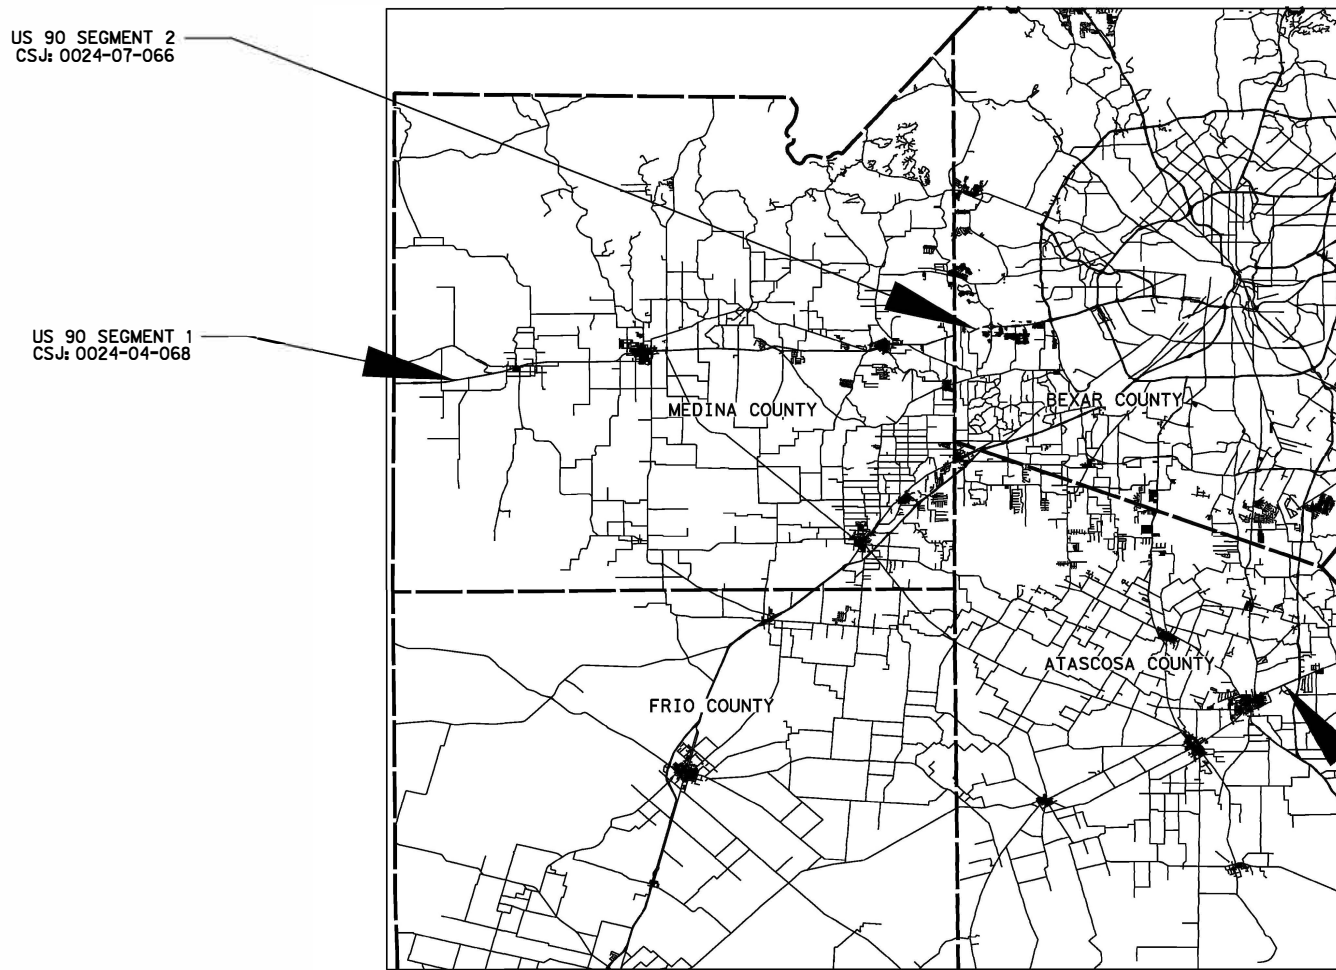 US 90 SEGMENT 2
CSJ: 0024-07-066
US 90 SEGMENT 1
CSJ: 0024-04-068
MEDINA COUNTY
BEXAR COUNTY
ATASCOSA COUNTY
FRIO COUNTY